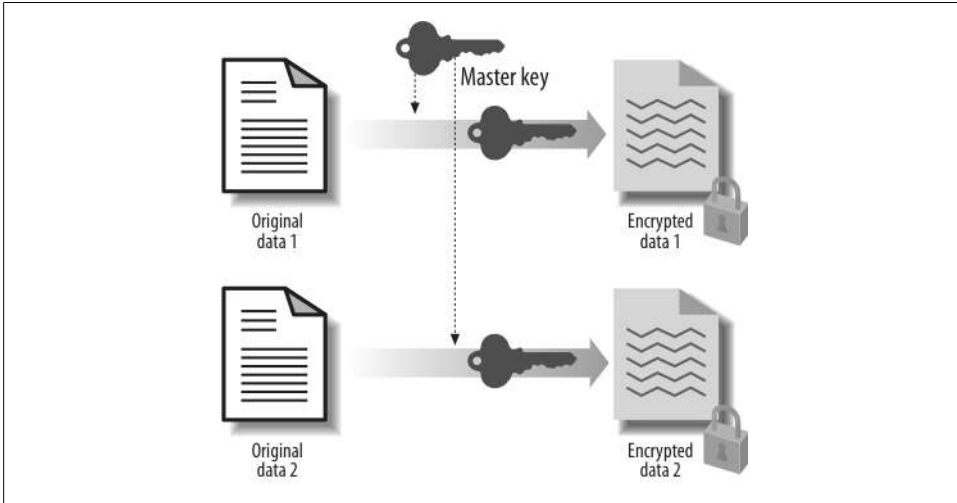 Master key
Original
data 1
Encrypted
data 1
Original
data 2
Encrypted
data 2